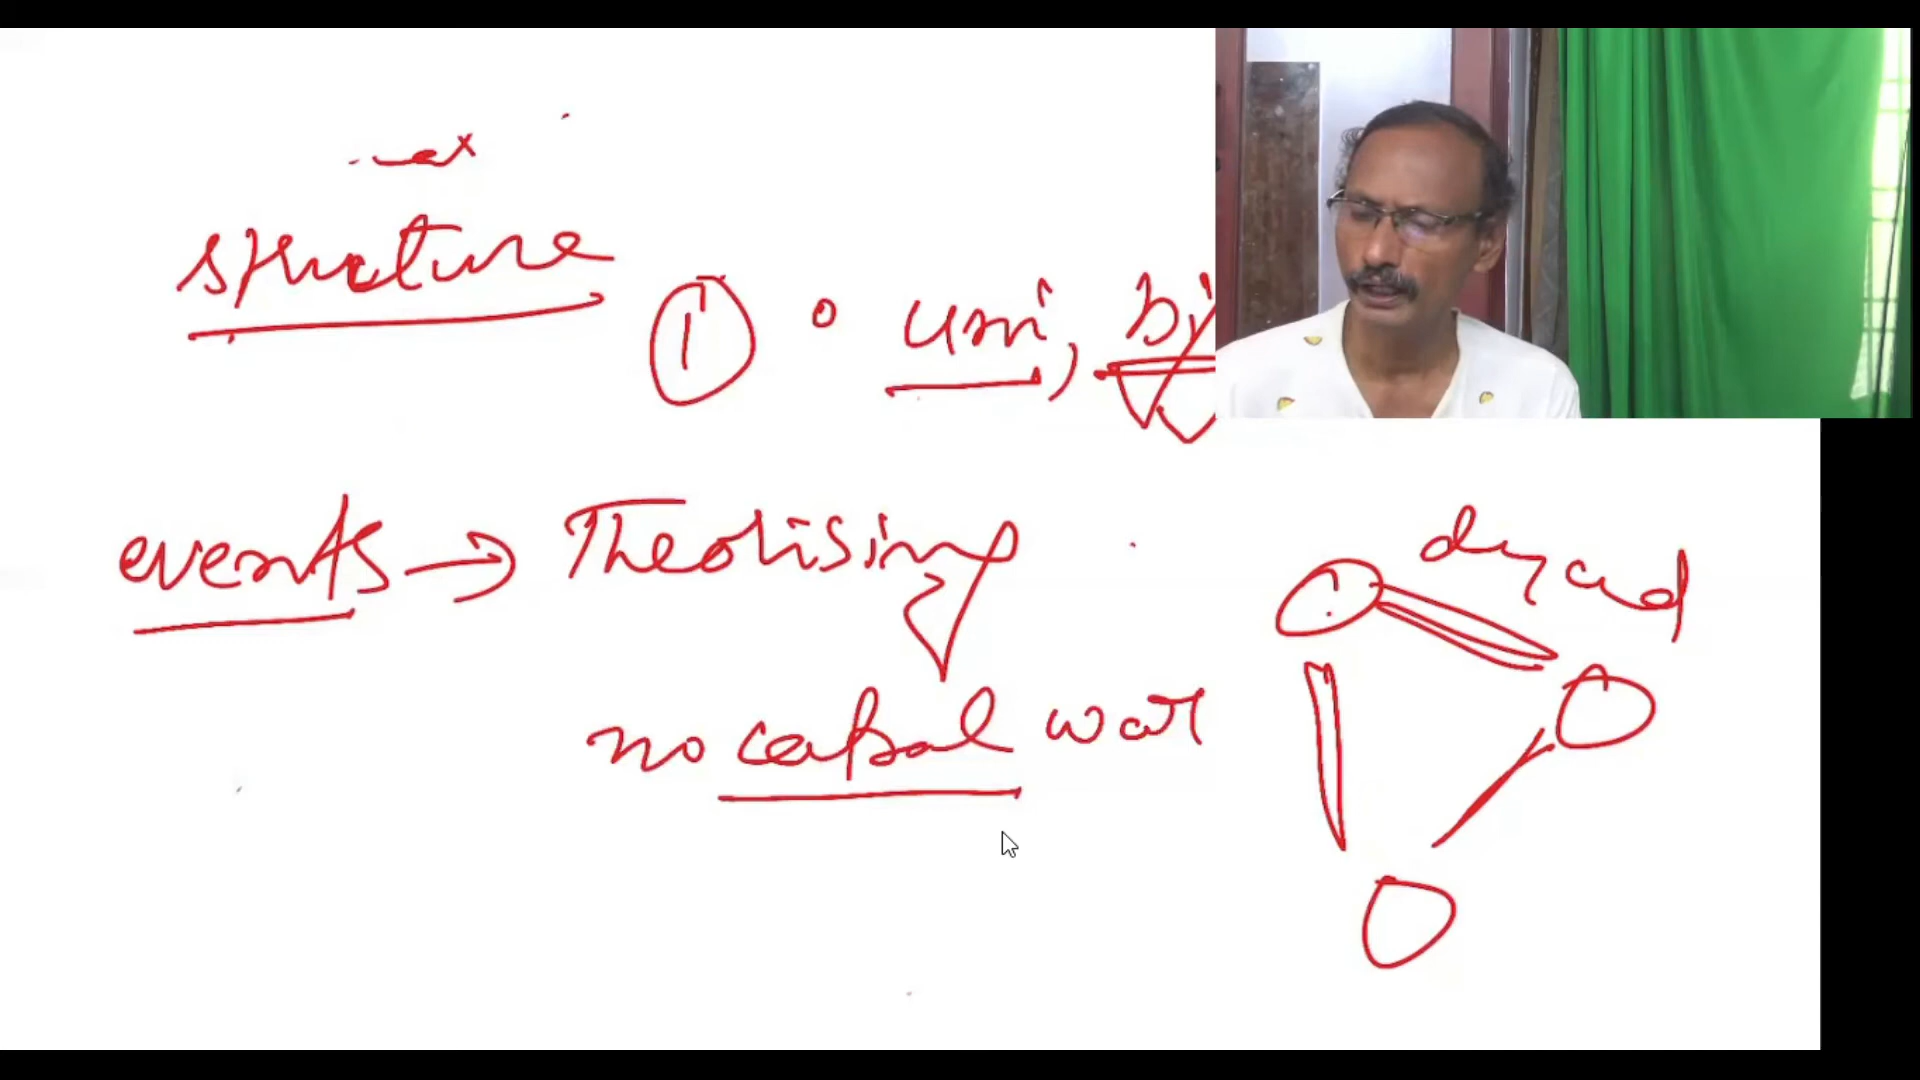 structure
1 • uni, bi
events → Theorising
dyad
no causal war